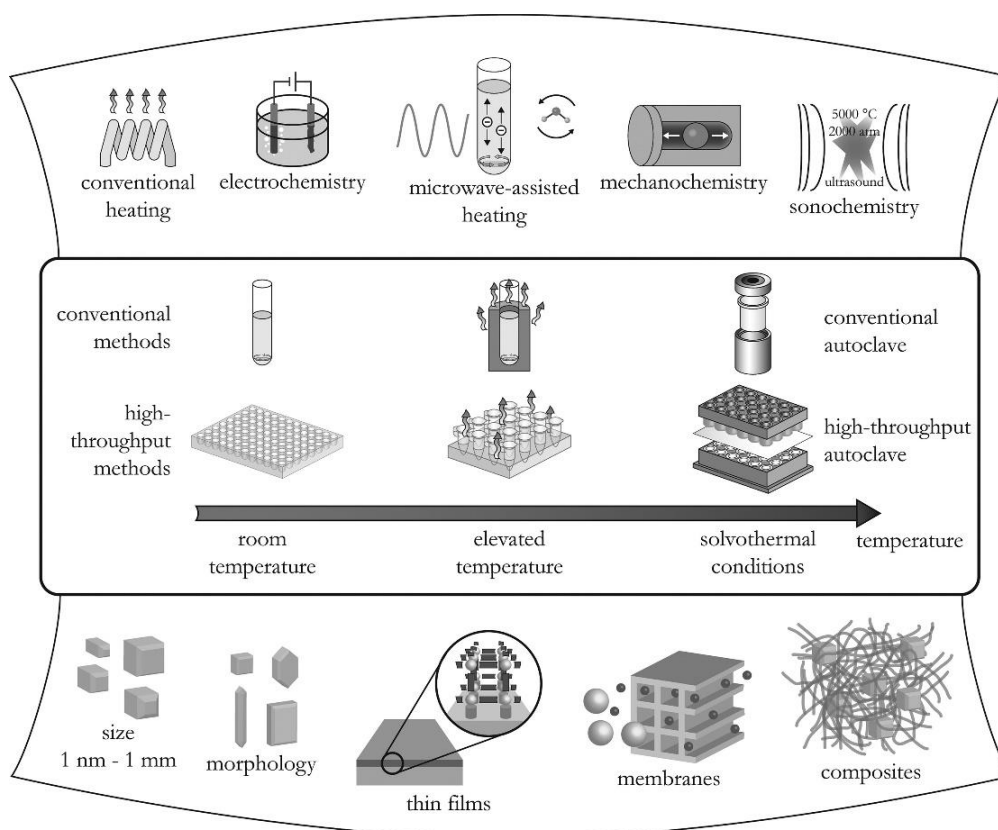 conventional
heating
electrochemistry
microwave-assisted
heating
mechanochemistry
5000 °C
2000 arm
ultrasound
sonochemistry
conventional
methods
conventional
autoclave
high-
throughput
methods
high-throughput
autoclave
room
temperature
elevated
temperature
solvothermal
conditions
temperature
size
1 nm - 1 mm
morphology
thin films
membranes
composites